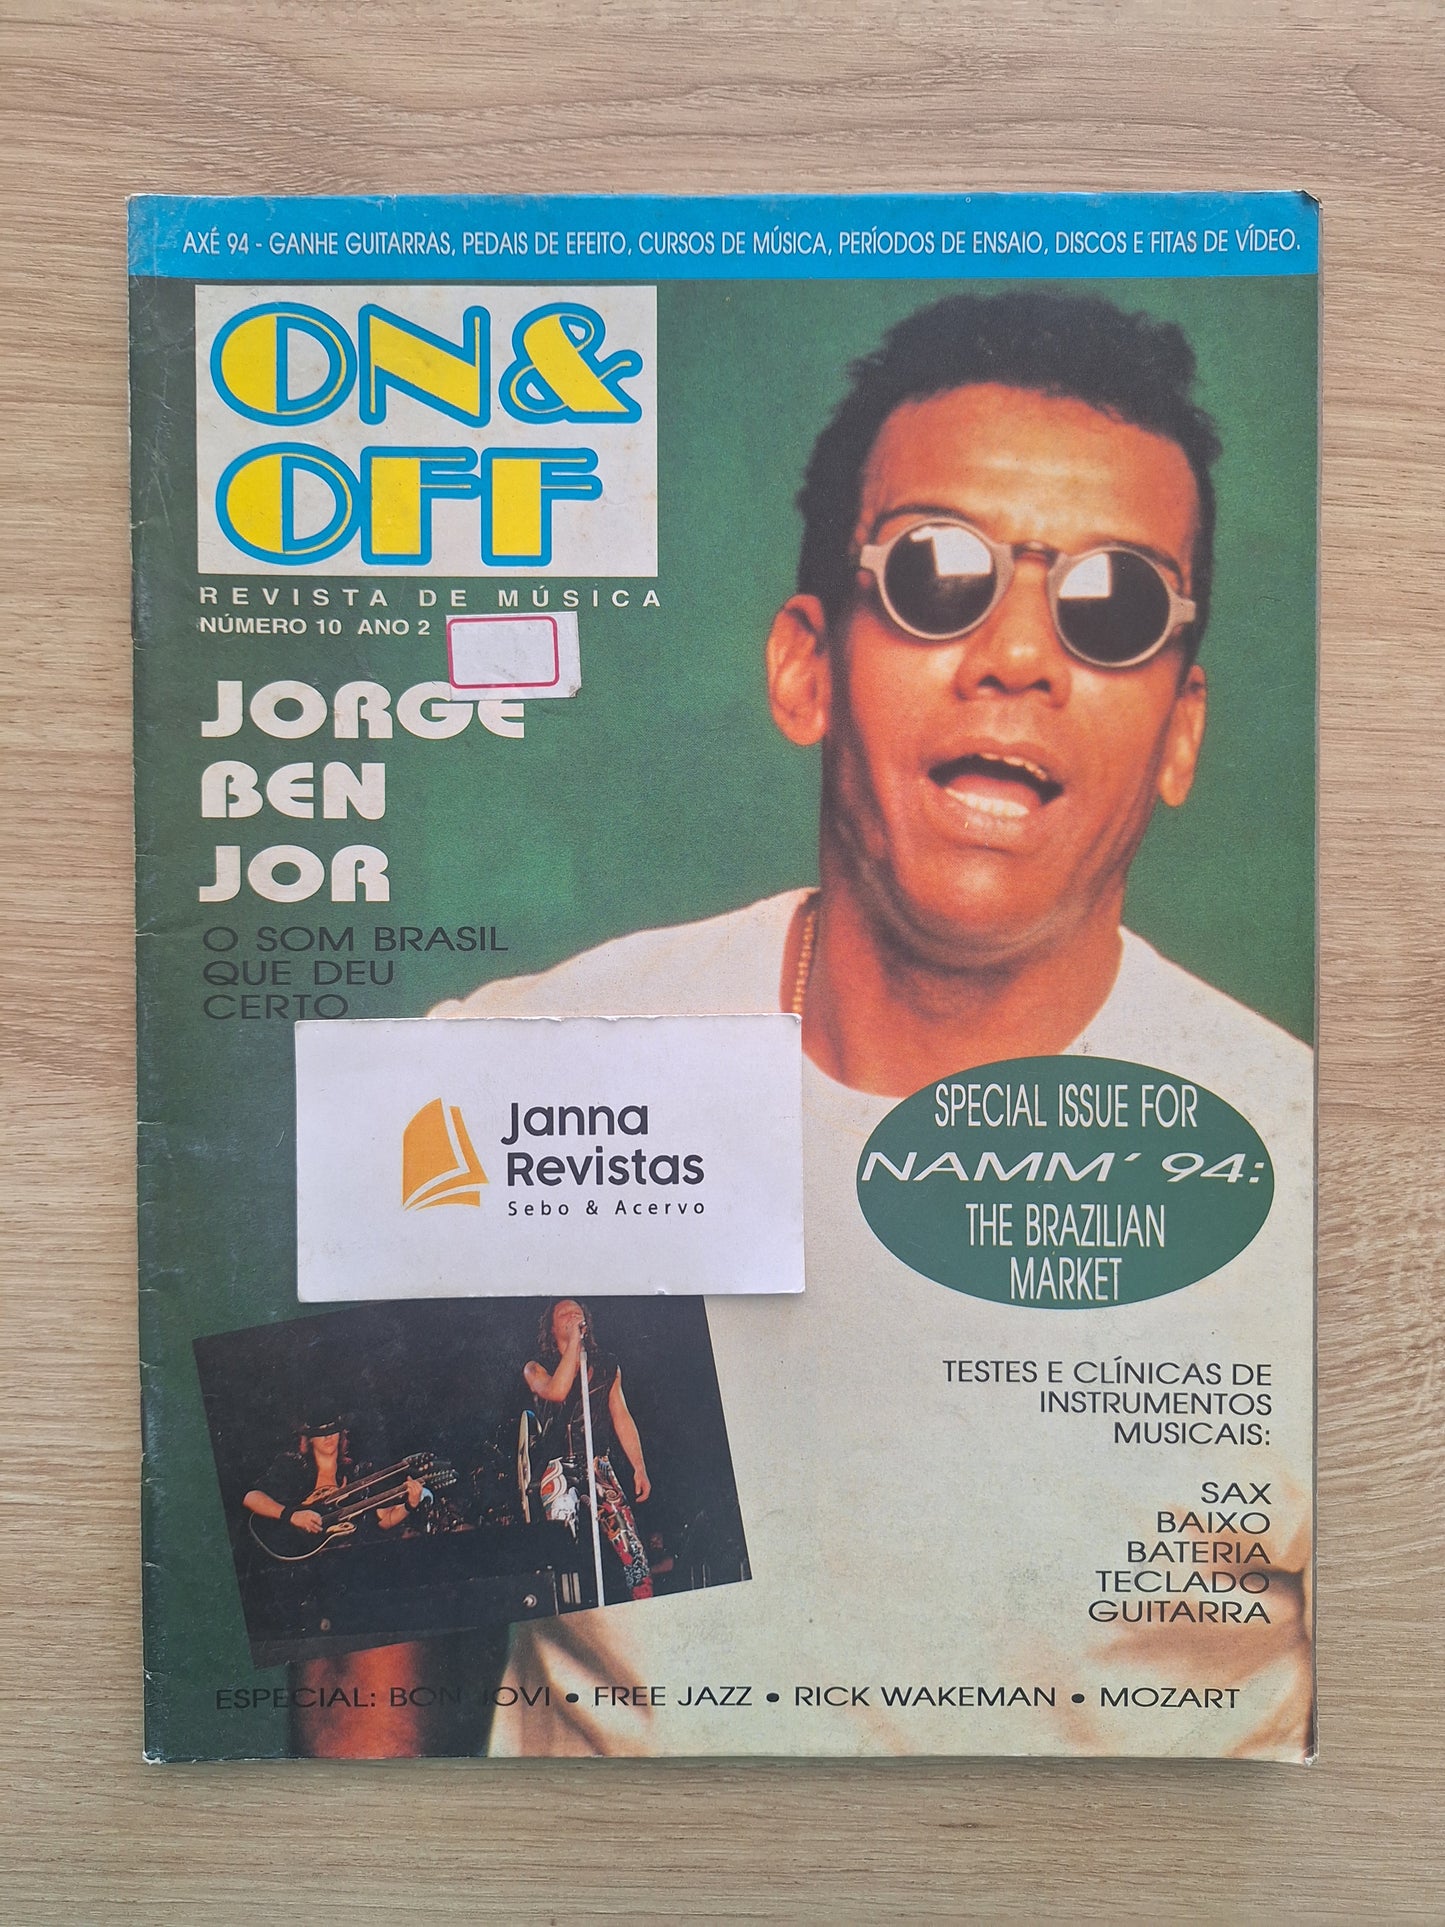 AXÉ 94 - GANHE GUITARRAS, PEDAIS DE EFEITO, CURSOS DE MÚSICA, PERÍODOS DE ENSAIO, DISCOS E FITAS DE VÍDEO.
ON&
OFF
REVISTA DE MÚSICA
NÚMERO 10 ANO 2
JORGE
BEN
JOR
O SOM BRASIL
QUE DEU
CERTO
Janna
Revistas
Sebo & Acervo
SPECIAL ISSUE FOR
NAMM´ 94:
THE BRAZILIAN
MARKET
TESTES E CLÍNICAS DE
INSTRUMENTOS
MUSICAIS:
SAX
BAIXO
BATERIA
TECLADO
GUITARRA
ESPECIAL: BON JOVI • FREE JAZZ • RICK WAKEMAN • MOZART